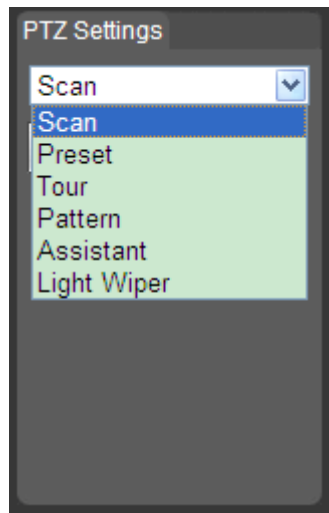 PTZ Settings
Scan
Scan
Preset
Tour
Pattern
Assistant
Light Wiper